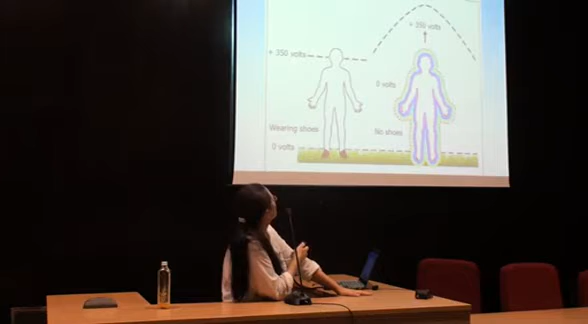 + 350 volts
+ 350 volts
0 volts
Wearing shoes
No shoes
0 volts